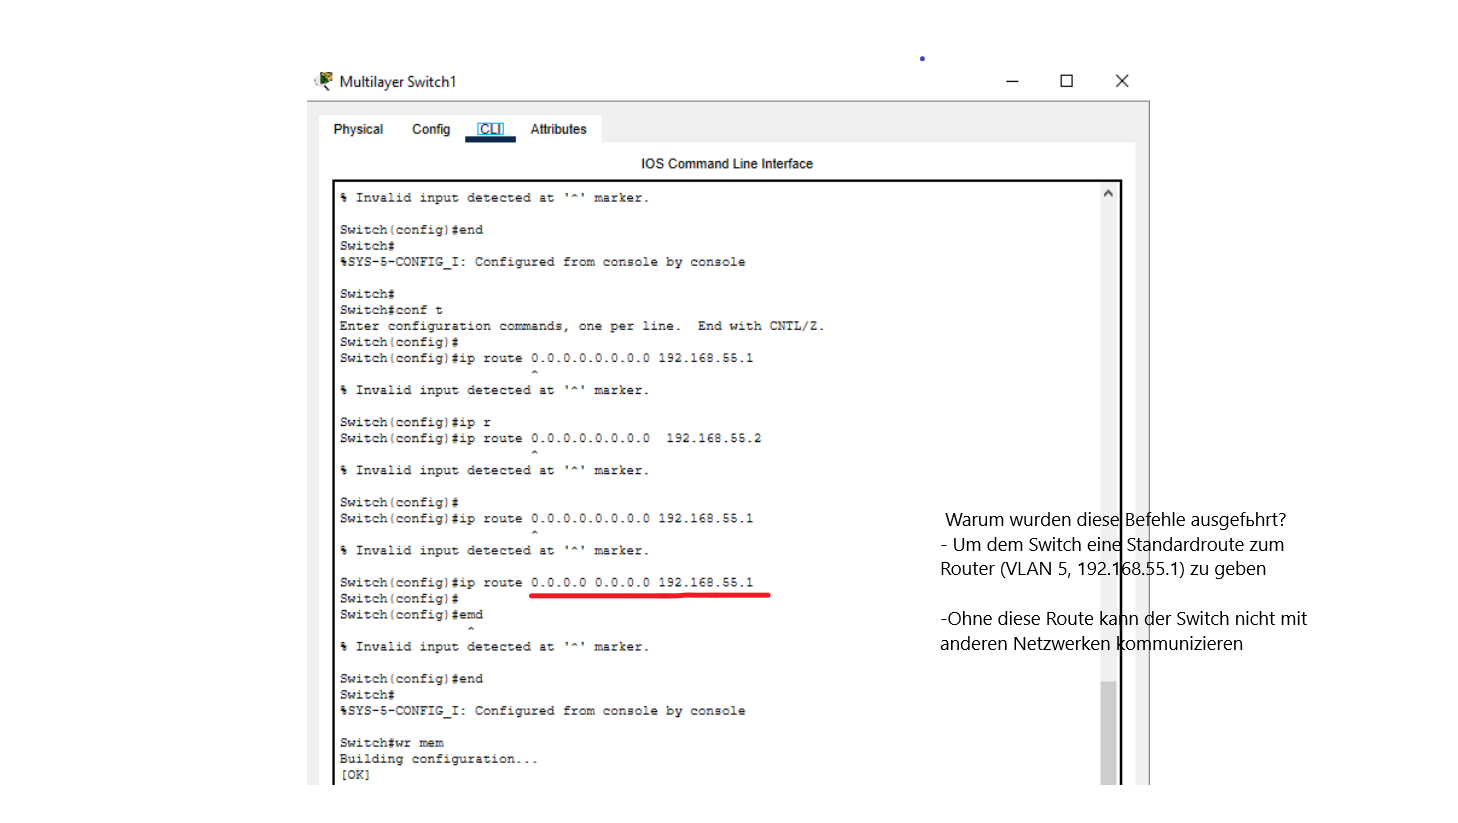 Multilayer Switch1
Physical Config CLI Attributes
IOS Command Line Interface
% Invalid input detected at '^' marker.
Switch(config)#end
Switch#
%SYS-5-CONFIG_I: Configured from console by console
Switch#
Switch#conf t
Enter configuration commands, one per line.  End with CNTL/Z.
Switch(config)#
Switch(config)#ip route 0.0.0.0.0.0.0.0 192.168.55.1
^
% Invalid input detected at '^' marker.
Switch(config)#ip r
Switch(config)#ip route 0.0.0.0.0.0.0.0  192.168.55.2
^
% Invalid input detected at '^' marker.
Switch(config)#
Switch(config)#ip route 0.0.0.0.0.0.0.0 192.168.55.1
^
% Invalid input detected at '^' marker.
Switch(config)#ip route 0.0.0.0 0.0.0.0 192.168.55.1
Switch(config)#
Switch(config)#emd
^
% Invalid input detected at '^' marker.
Switch(config)#end
Switch#
%SYS-5-CONFIG_I: Configured from console by console
Switch#wr mem
Building configuration...
[OK]
Warum wurden diese Befehle ausgefьhrt?
- Um dem Switch eine Standardroute zum
Router (VLAN 5, 192.168.55.1) zu geben
-Ohne diese Route kann der Switch nicht mit
anderen Netzwerken kommunizieren